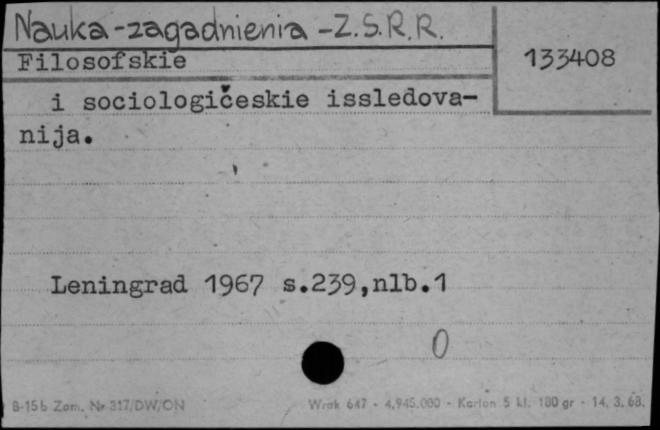 Nauka-zagadnienia-Z.S.R.R.
133408
Filosofskie
i sociologičeskie issledova-
nija.
Leningrad 1967 s.239,nlb.1
0
B-15b Zam. Nr 317/DW/ON
Wrak 647 - 4.945.000 - Karton 5 kl. 180 gr - 14. 3. 68.